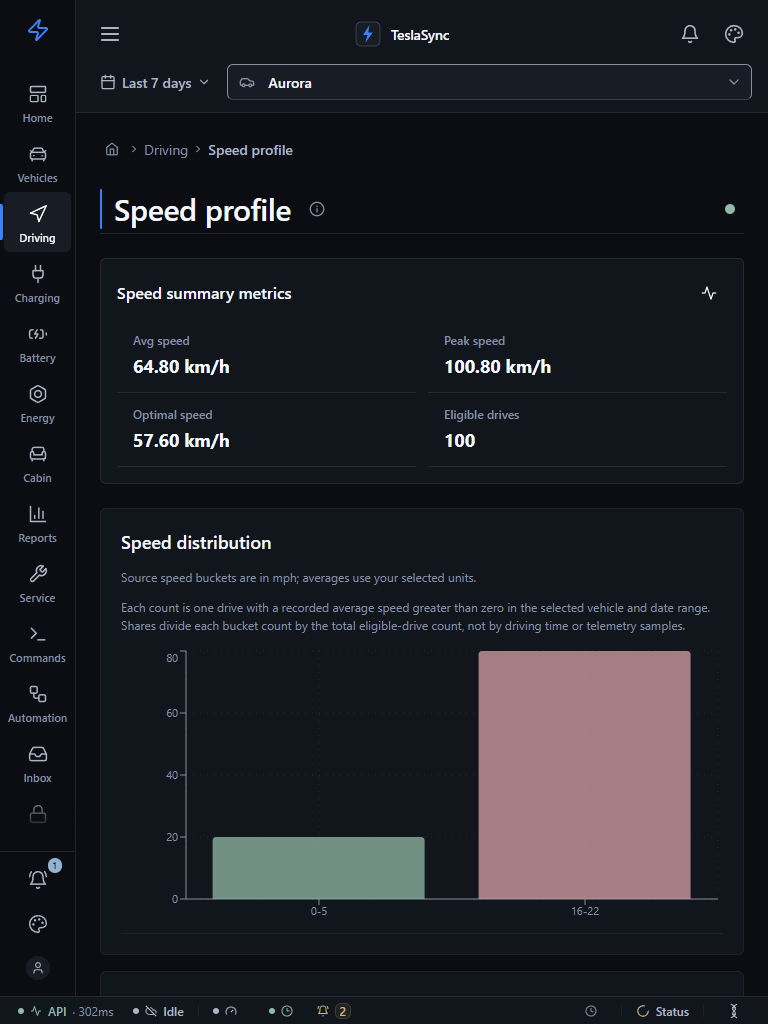 TeslaSync
Last 7 days
Aurora
Home
Vehicles
Driving
Charging
Battery
Energy
Cabin
Reports
Service
Commands
Automation
Inbox
1
Driving
Speed profile
Speed profile
Speed summary metrics
Avg speed
64.80 km/h
Peak speed
100.80 km/h
Optimal speed
57.60 km/h
Eligible drives
100
Speed distribution
Source speed buckets are in mph; averages use your selected units.
Each count is one drive with a recorded average speed greater than zero in the selected vehicle and date range.
Shares divide each bucket count by the total eligible-drive count, not by driving time or telemetry samples.
80
60
40
20
0
0-5
16-22
API · 302ms
Idle
2
Status